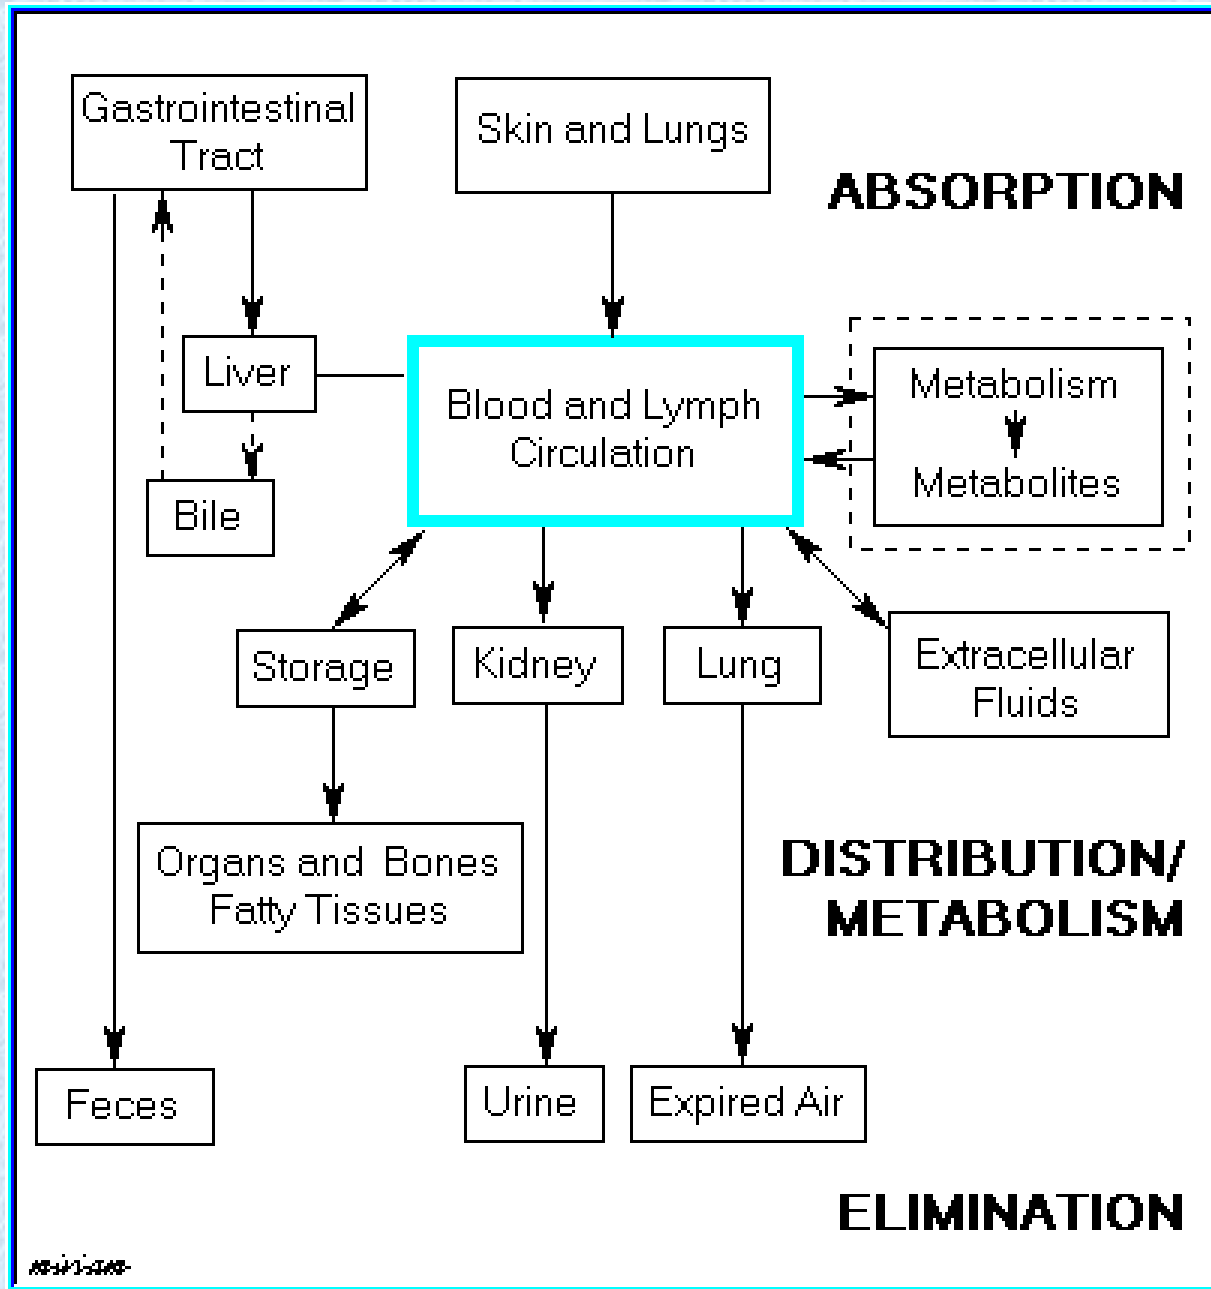 Gastrointestinal
Tract
Skin and Lungs
ABSORPTION
Liver
Blood and Lymph
Circulation
Metabolism
Metabolites
Bile
Storage
Kidney
Lung
Extracellular
Fluids
Organs and Bones
Fatty Tissues
DISTRIBUTION/
METABOLISM
Feces
Urine
Expired Air
ELIMINATION
miriam